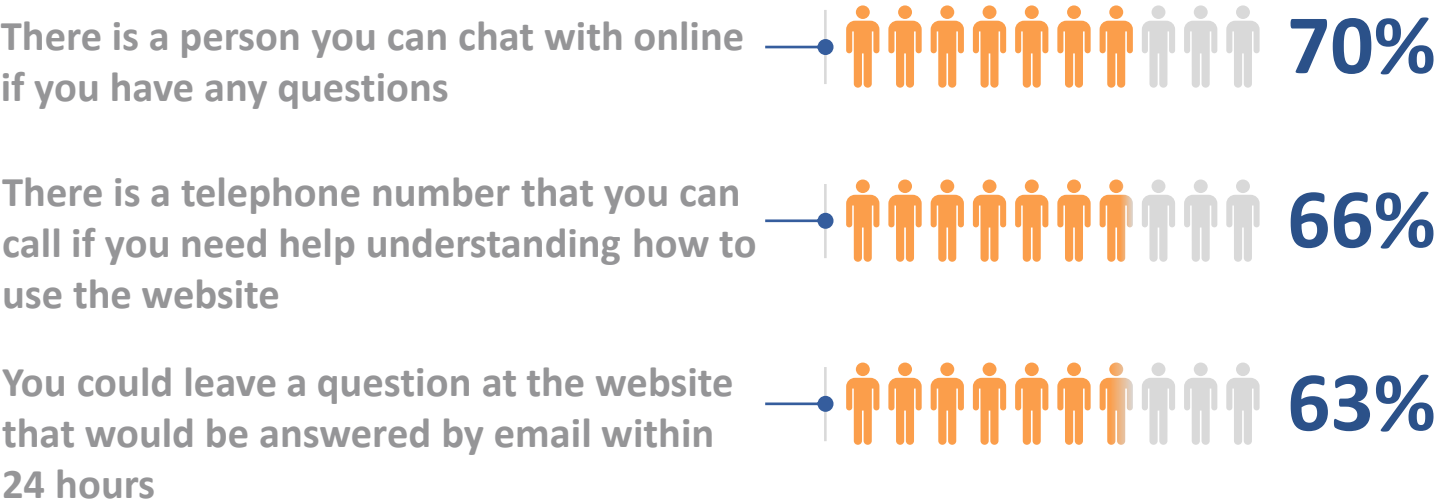 There is a person you can chat with online
if you have any questions
70%
There is a telephone number that you can
call if you need help understanding how to
use the website
66%
You could leave a question at the website
that would be answered by email within
24 hours
63%